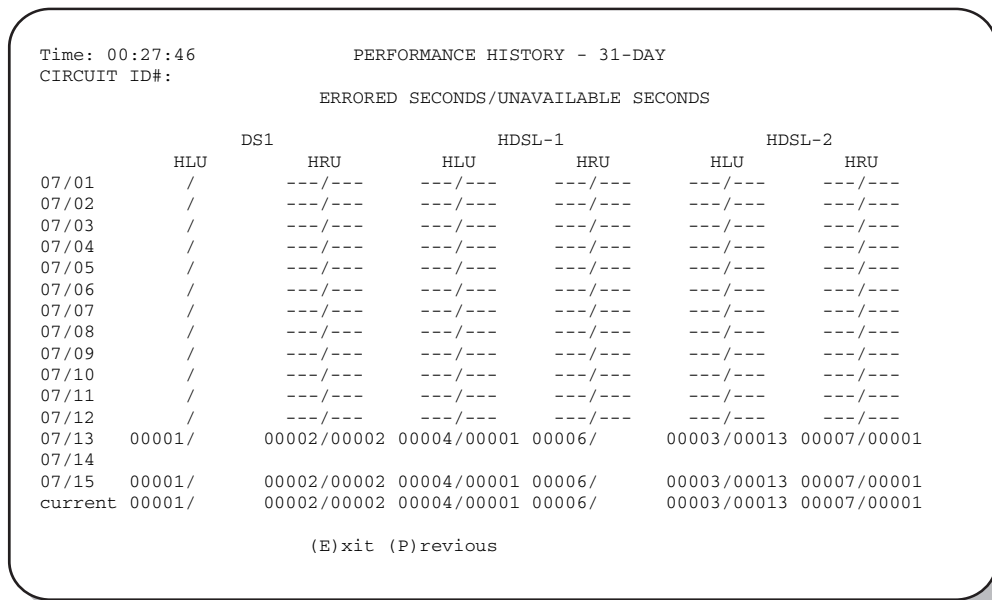 Time: 00:27:46                PERFORMANCE HISTORY - 31-DAY
CIRCUIT ID#:
                         ERRORED SECONDS/UNAVAILABLE SECONDS
                  DS1                    HDSL-1                   HDSL-2
            HLU         HRU         HLU         HRU         HLU         HRU
07/01        /        ---/---     ---/---     ---/---     ---/---     ---/---
07/02        /        ---/---     ---/---     ---/---     ---/---     ---/---
07/03        /        ---/---     ---/---     ---/---     ---/---     ---/---
07/04        /        ---/---     ---/---     ---/---     ---/---     ---/---
07/05        /        ---/---     ---/---     ---/---     ---/---     ---/---
07/06        /        ---/---     ---/---     ---/---     ---/---     ---/---
07/07        /        ---/---     ---/---     ---/---     ---/---     ---/---
07/08        /        ---/---     ---/---     ---/---     ---/---     ---/---
07/09        /        ---/---     ---/---     ---/---     ---/---     ---/---
07/10        /        ---/---     ---/---     ---/---     ---/---     ---/---
07/11        /        ---/---     ---/---     ---/---     ---/---     ---/---
07/12        /        ---/---     ---/---     ---/---     ---/---     ---/---
07/13   00001/      00002/00002 00004/00001 00006/      00003/00013 00007/00001
07/14
07/15   00001/      00002/00002 00004/00001 00006/      00003/00013 00007/00001
current 00001/      00002/00002 00004/00001 00006/      00003/00013 00007/00001
                        (E)xit (P)revious